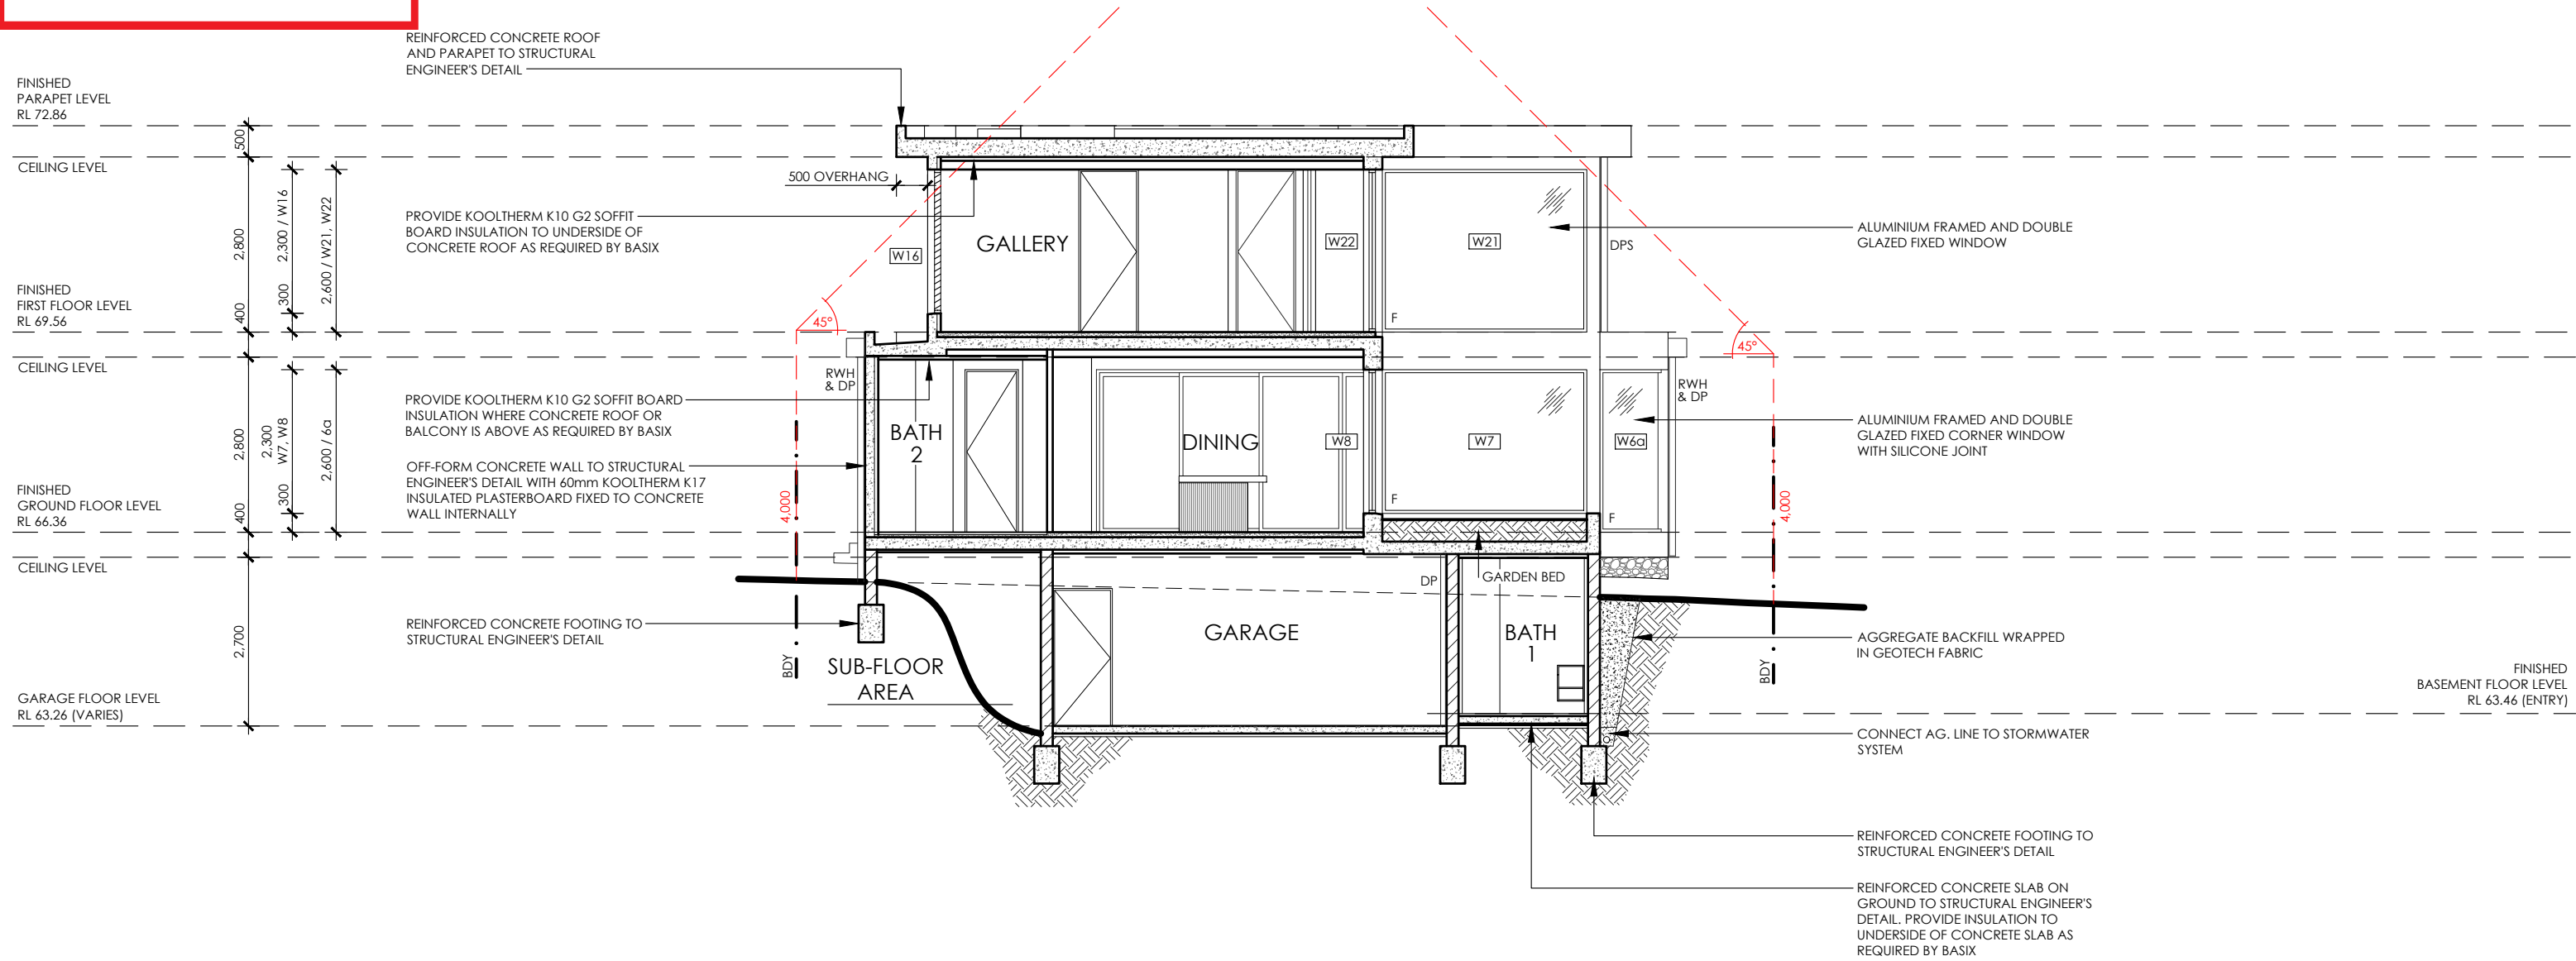 REINFORCED CONCRETE ROOF
AND PARAPET TO STRUCTURAL
ENGINEER'S DETAIL
FINISHED
PARAPET LEVEL
RL 72.86
500
CEILING LEVEL
2,800
2,300 / W16
300
2,600 / W21, W22
400
500 OVERHANG
PROVIDE KOOLTHERM K10 G2 SOFFIT
BOARD INSULATION TO UNDERSIDE OF
CONCRETE ROOF AS REQUIRED BY BASIX
W16
GALLERY
W22
W21
F
DPS
ALUMINIUM FRAMED AND DOUBLE
GLAZED FIXED WINDOW
FINISHED
FIRST FLOOR LEVEL
RL 69.56
45°
45°
CEILING LEVEL
2,800
2,300
W7, W8
300
2,600 / 6a
400
RWH
& DP
RWH
& DP
PROVIDE KOOLTHERM K10 G2 SOFFIT BOARD
INSULATION WHERE CONCRETE ROOF OR
BALCONY IS ABOVE AS REQUIRED BY BASIX
BATH
2
DINING
W8
W7
W6a
F
F
ALUMINIUM FRAMED AND DOUBLE
GLAZED FIXED CORNER WINDOW
WITH SILICONE JOINT
OFF-FORM CONCRETE WALL TO STRUCTURAL
ENGINEER'S DETAIL WITH 60mm KOOLTHERM K17
INSULATED PLASTERBOARD FIXED TO CONCRETE
WALL INTERNALLY
4,000
4,000
FINISHED
GROUND FLOOR LEVEL
RL 66.36
CEILING LEVEL
2,700
DP
GARDEN BED
REINFORCED CONCRETE FOOTING TO
STRUCTURAL ENGINEER'S DETAIL
BDY
SUB-FLOOR
AREA
GARAGE
BATH
1
BDY
AGGREGATE BACKFILL WRAPPED
IN GEOTECH FABRIC
FINISHED
BASEMENT FLOOR LEVEL
RL 63.46 (ENTRY)
GARAGE FLOOR LEVEL
RL 63.26 (VARIES)
CONNECT AG. LINE TO STORMWATER
SYSTEM
REINFORCED CONCRETE FOOTING TO
STRUCTURAL ENGINEER'S DETAIL
REINFORCED CONCRETE SLAB ON
GROUND TO STRUCTURAL ENGINEER'S
DETAIL. PROVIDE INSULATION TO
UNDERSIDE OF CONCRETE SLAB AS
REQUIRED BY BASIX